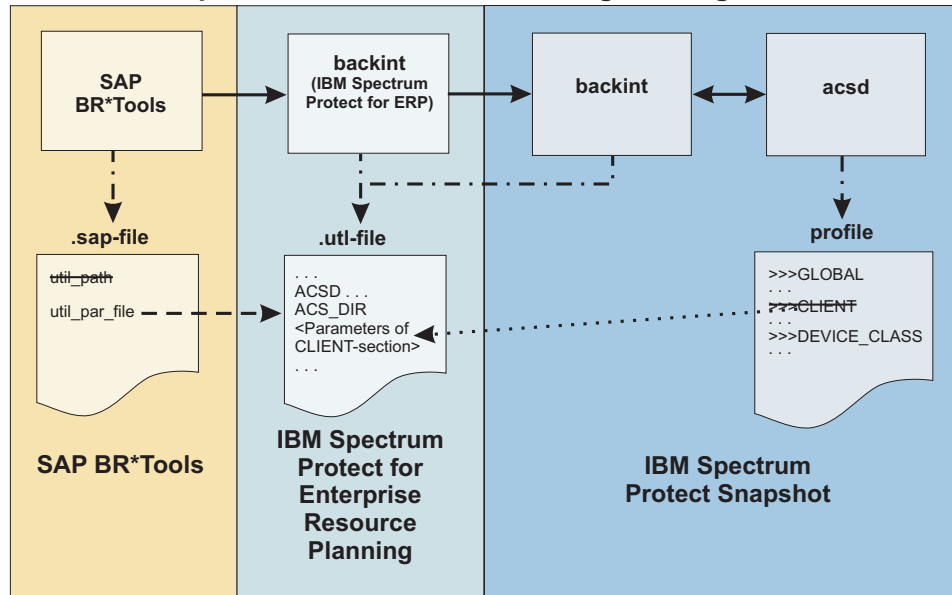 SAP
BR*Tools
backint
(IBM Spectrum
Protect for ERP)
backint
acsd
.sap-file
.utl-file
profile
util_path
util_par_file
. . .
ACSD . . .
ACS_DIR
<Parameters of
CLIENT-section>
. . .
>>>GLOBAL
. . .
>>>CLIENT
. . .
>>>DEVICE_CLASS
. . .
SAP BR*Tools
IBM Spectrum
Protect for
Enterprise
Resource
Planning
IBM Spectrum
Protect Snapshot